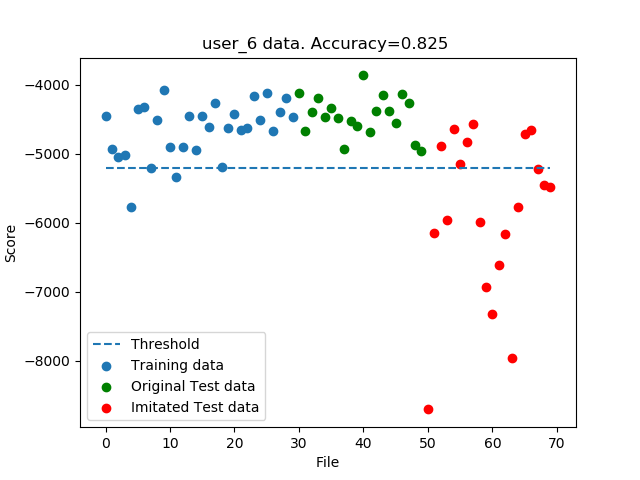 user_6 data. Accuracy=0.825
Score
−4000
−5000
−6000
−7000
−8000
Threshold
Training data
Original Test data
Imitated Test data
0 10 20 30 40 50 60 70
File